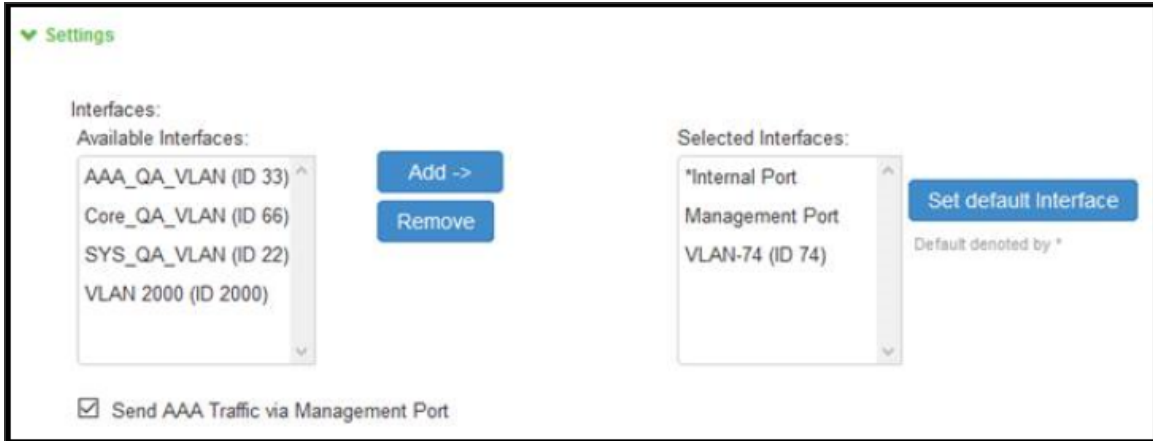 Settings
Interfaces:
Available Interfaces:
AAA_QA_VLAN (ID 33)
Core_QA_VLAN (ID 66)
SYS_QA_VLAN (ID 22)
VLAN 2000 (ID 2000)
Add ->
Remove
Selected Interfaces:
*Internal Port
Management Port
VLAN-74 (ID 74)
Set default Interface
Default denoted by *
Send AAA Traffic via Management Port